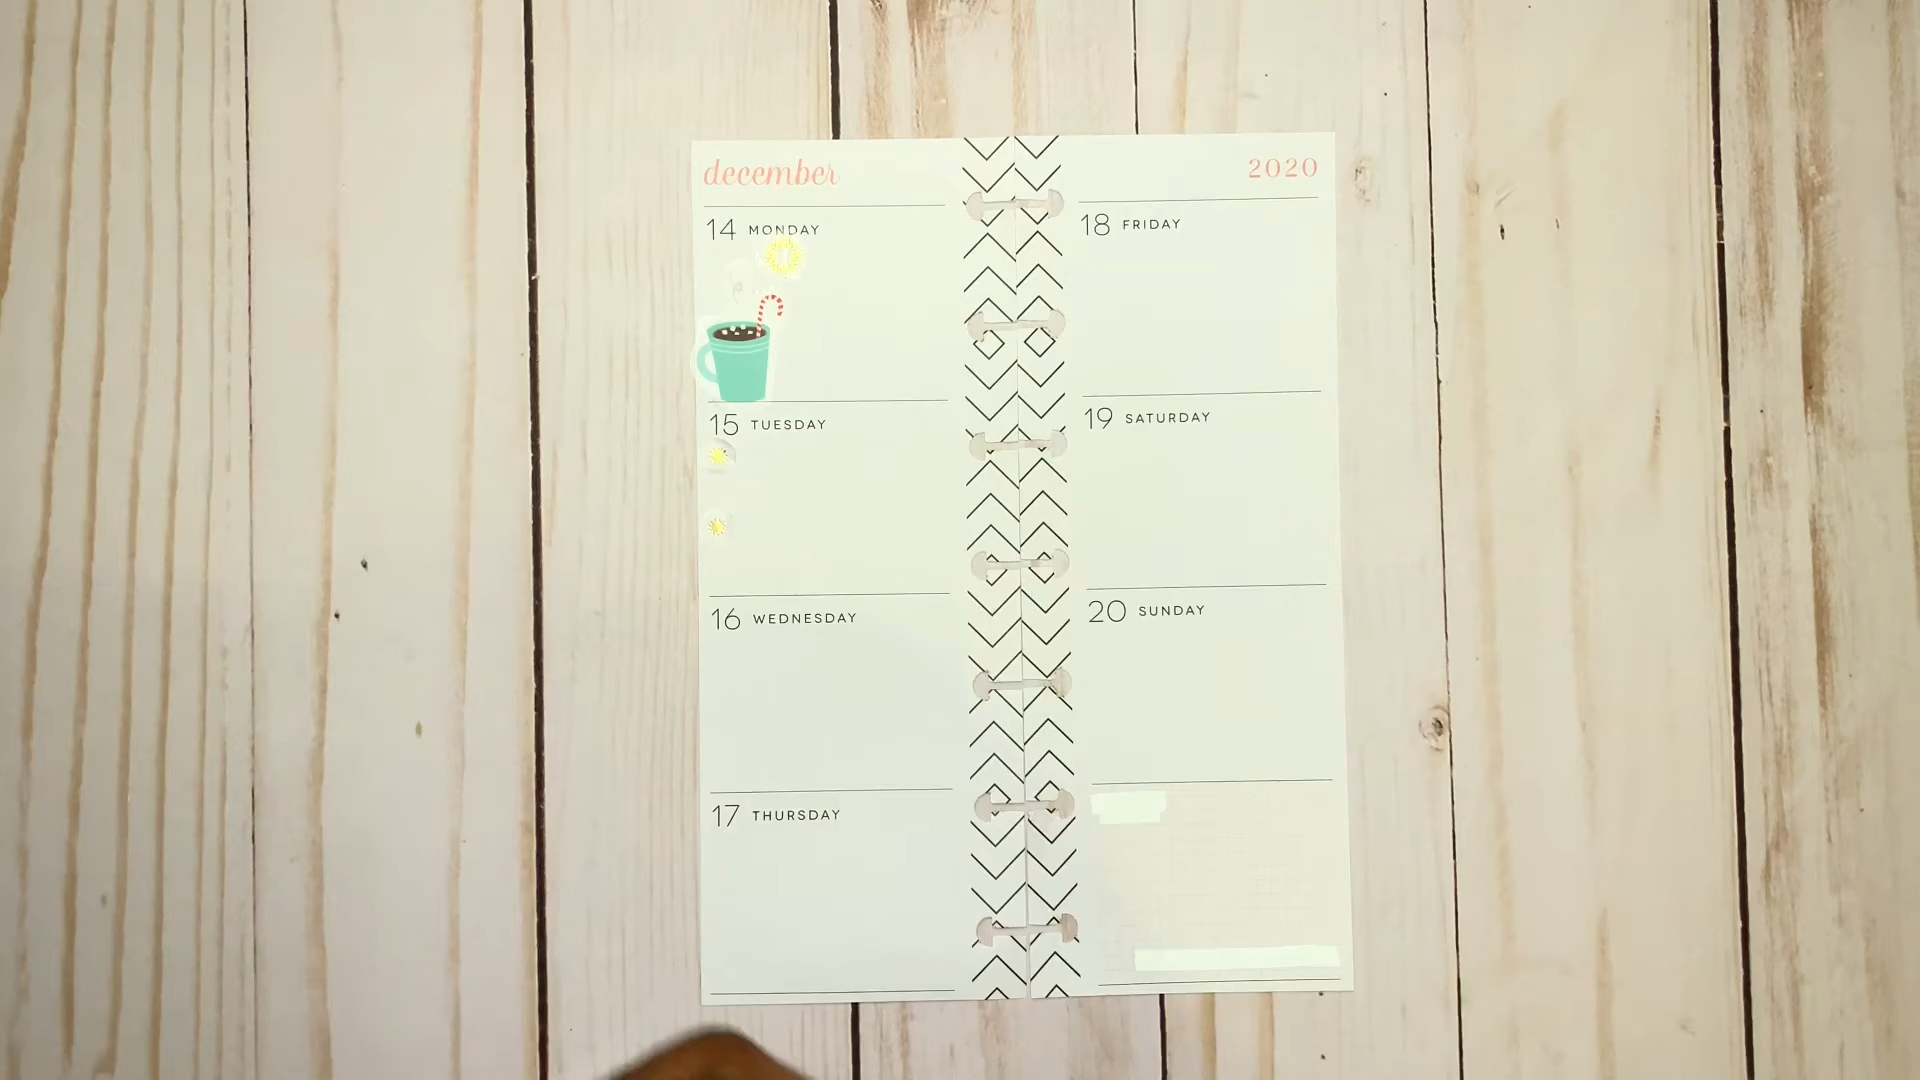 december
14 MONDAY
15 TUESDAY
16 WEDNESDAY
17 THURSDAY
2020
18 FRIDAY
19 SATURDAY
20 SUNDAY